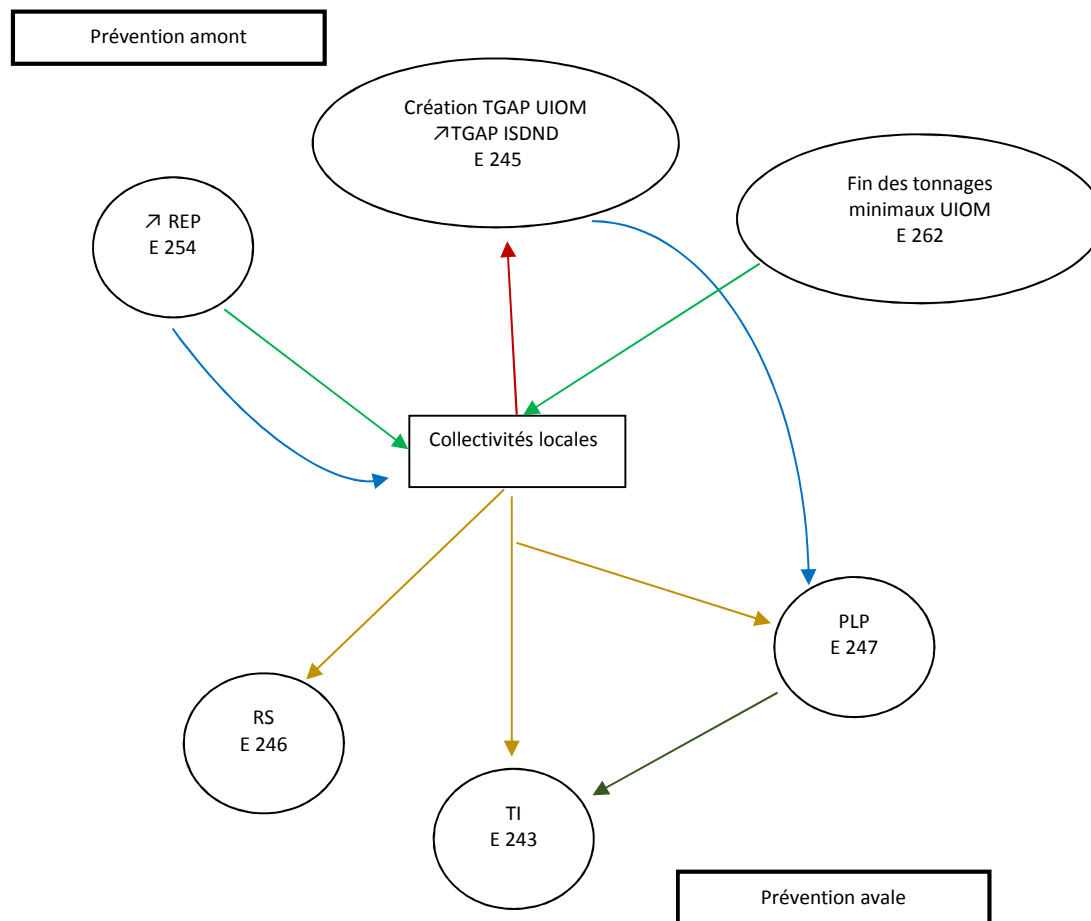 Prévention amont
Création TGAP UIOM
↗TGAP ISDND
E 245
Fin des tonnages
minimaux UIOM
E 262
↗ REP
E 254
Collectivités locales
PLP
E 247
RS
E 246
TI
E 243
Prévention avale